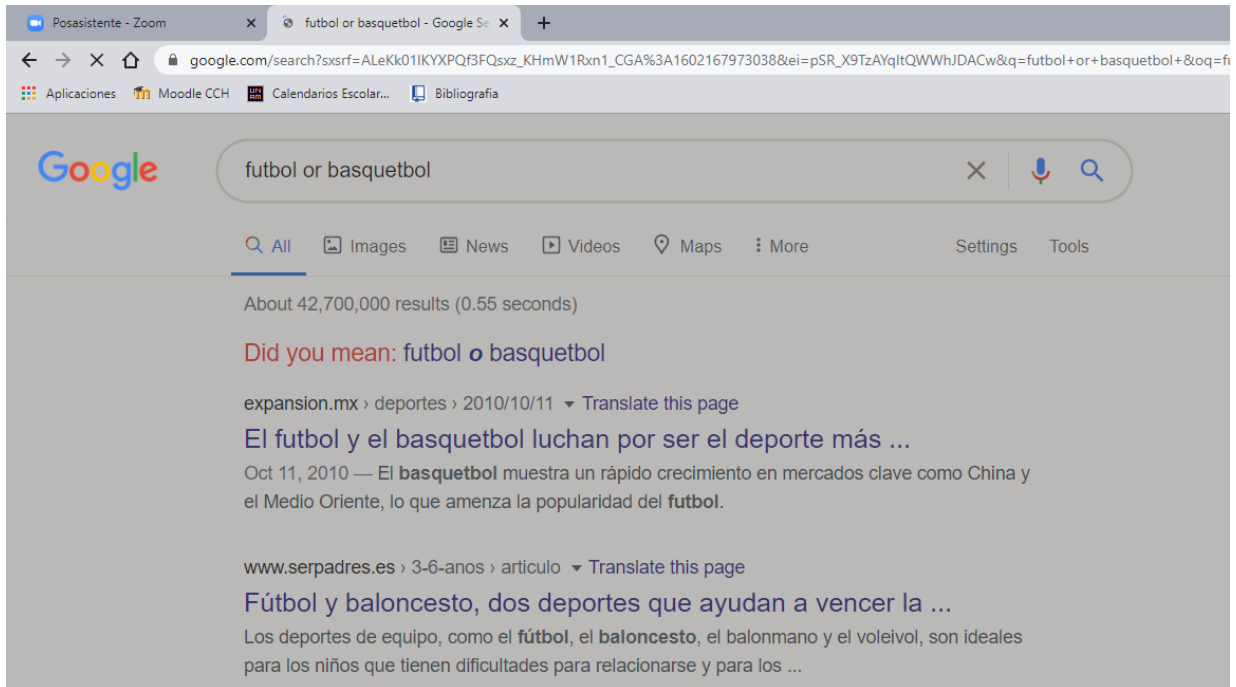 Posasistente - Zoom
futbol or basquetbol - Google Se
google.com/search?sxsrf=ALeKk01lKYXPQf3FQsxz_KHmW1Rxn1_CGA%3A1602167973038&ei=pSR_X9TzAYqltQWWhJDACw&q=futbol+or+basquetbol+&oq=fu
Aplicaciones Moodle CCH Calendarios Escolar... Bibliografia
Google
futbol or basquetbol
All Images News Videos Maps More Settings Tools
About 42,700,000 results (0.55 seconds)
Did you mean: futbol o basquetbol
expansion.mx › deportes › 2010/10/11 Translate this page
El futbol y el basquetbol luchan por ser el deporte más ...
Oct 11, 2010 — El basquetbol muestra un rápido crecimiento en mercados clave como China y
el Medio Oriente, lo que amenza la popularidad del futbol.
www.serpadres.es › 3-6-anos › articulo Translate this page
Fútbol y baloncesto, dos deportes que ayudan a vencer la ...
Los deportes de equipo, como el fútbol, el baloncesto, el balonmano y el voleivol, son ideales
para los niños que tienen dificultades para relacionarse y para los ...